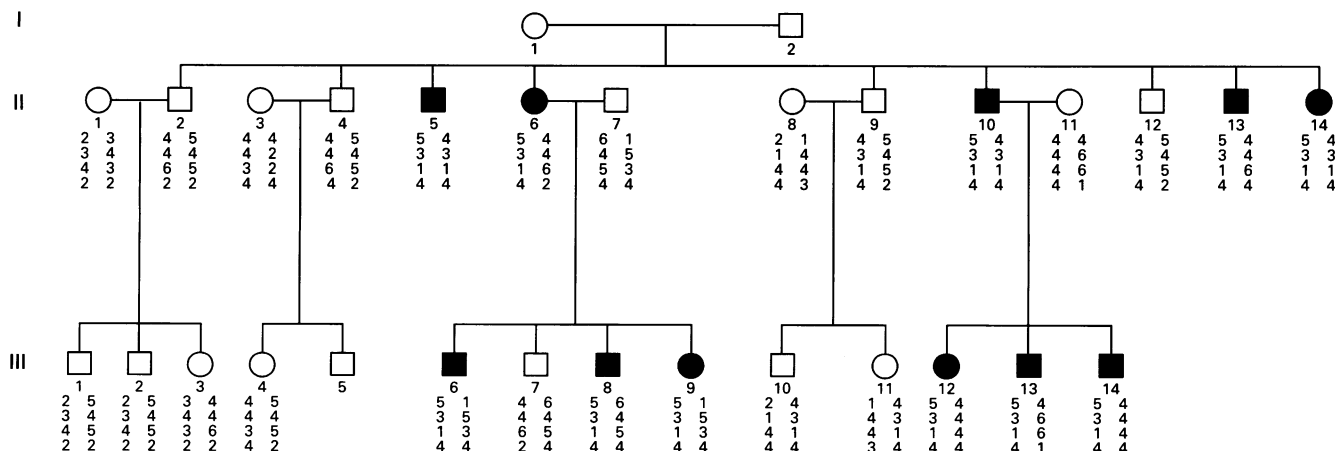 I
1 2
II
1 2 3 4 5 6 7 8 9 10 11 12 13 14
2 3 4 5 4 4 4 5 5 4 5 4 6 1 2 1 4 5 5 4 4 4 4 5 5 4 5 4
3 4 4 4 4 2 4 4 3 3 3 4 4 5 1 4 3 4 3 3 4 6 3 4 3 4 3 3
4 3 6 5 3 2 6 5 1 1 1 6 5 3 4 4 1 5 1 1 4 6 1 5 1 6 1 1
2 2 2 2 4 4 4 2 4 4 4 2 4 4 4 3 4 2 4 4 4 1 4 2 4 4 4 4
III
1 2 3 4 5 6 7 8 9 10 11 12 13 14
2 5 2 5 3 4 4 5 5 1 4 6 5 6 5 1 2 4 1 4 5 4 5 4 5 4
3 4 3 4 4 4 4 4 3 5 4 4 3 4 3 5 1 3 4 3 3 4 3 6 3 4
4 5 4 5 3 6 3 5 1 3 6 5 1 5 1 3 4 1 4 1 1 4 1 6 1 4
2 2 2 2 2 2 4 2 4 4 2 4 4 4 4 4 4 4 3 4 4 4 4 1 4 4